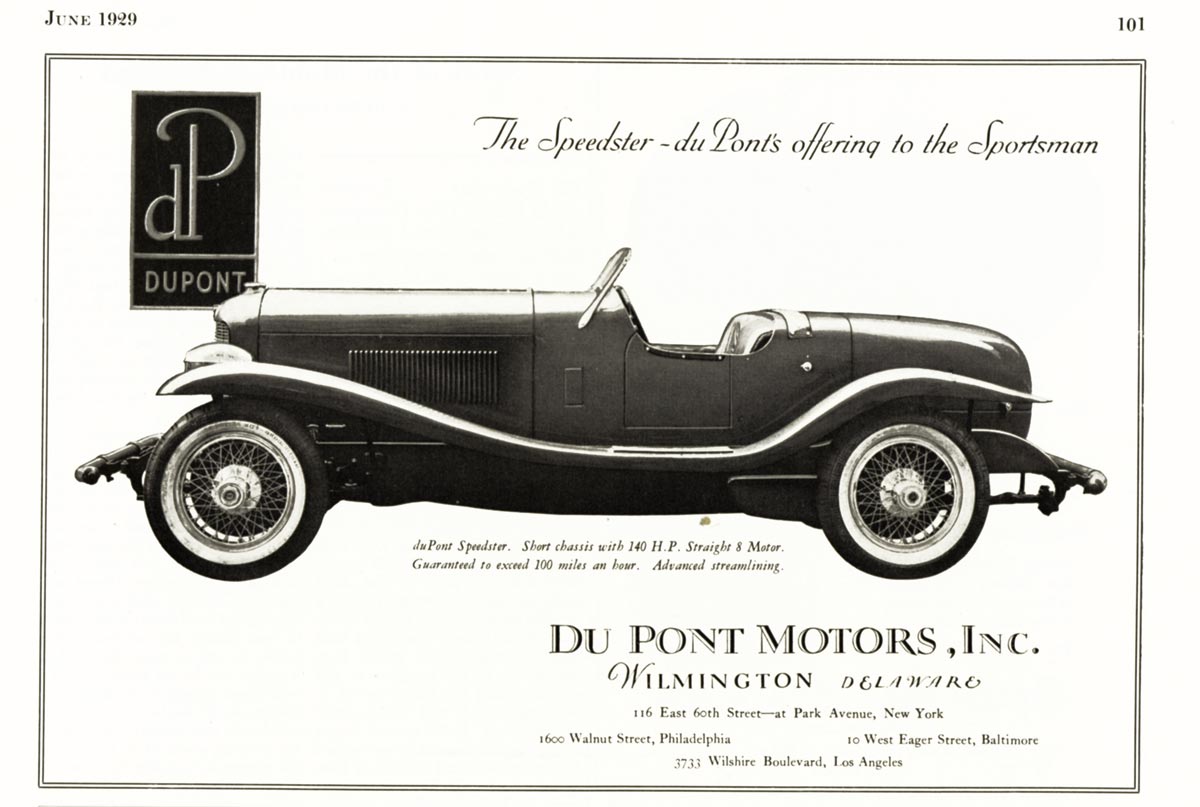 JUNE 1929
101
dP
DUPONT
The Speedster - du Pont's offering to the Sportsman
duPont Speedster. Short chassis with 140 H.P. Straight 8 Motor.
Guaranteed to exceed 100 miles an hour. Advanced streamlining.
DU PONT MOTORS, INC.
WILMINGTON DELAWARE
116 East 60th Street—at Park Avenue, New York
1600 Walnut Street, Philadelphia
10 West Eager Street, Baltimore
3733 Wilshire Boulevard, Los Angeles